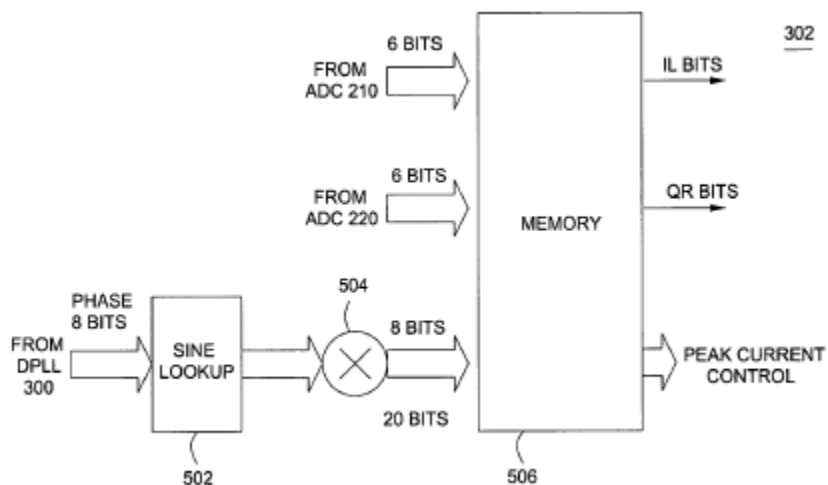 302
6 BITS
FROM
ADC 210
IL BITS
6 BITS
FROM
ADC 220
QR BITS
MEMORY
504
PHASE
8 BITS
FROM
DPLL
300
SINE
LOOKUP
8 BITS
20 BITS
PEAK CURRENT
CONTROL
502
506